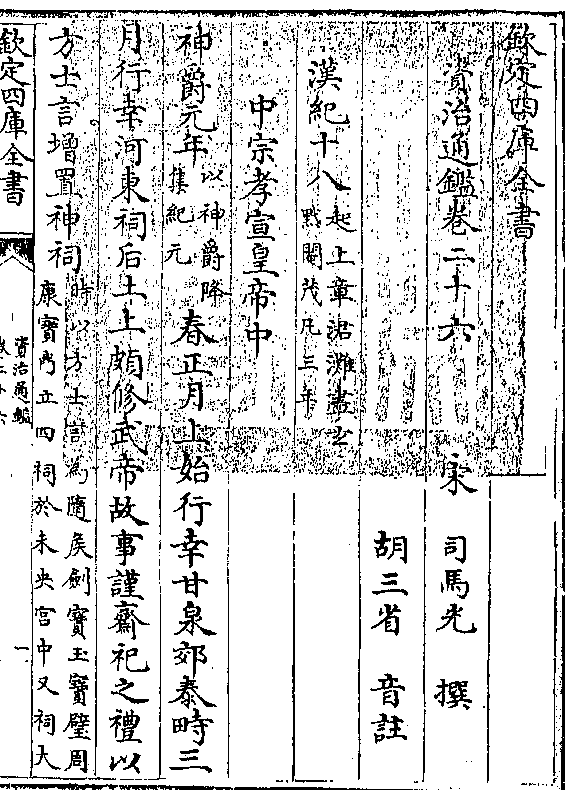 欽定四庫全書
資治通鑑卷二十六
宋 司馬光 撰
胡三省 音註
漢紀十八 起上章涒灘盡玄
黓閹茂凡三年
中宗孝宣皇帝中
神爵元年 以神爵降
集紀元 春正月上始行幸甘泉郊泰畤三
月行幸河東祠后土上頗修武帝故事謹齋祀之禮以
方士言增置神祠 時以方士言為隨矦劍寶玉寶璧周
康寶鼎立四祠於未央宫中又祠太
欽定四庫全書
資治通鑑
卷二十六
一